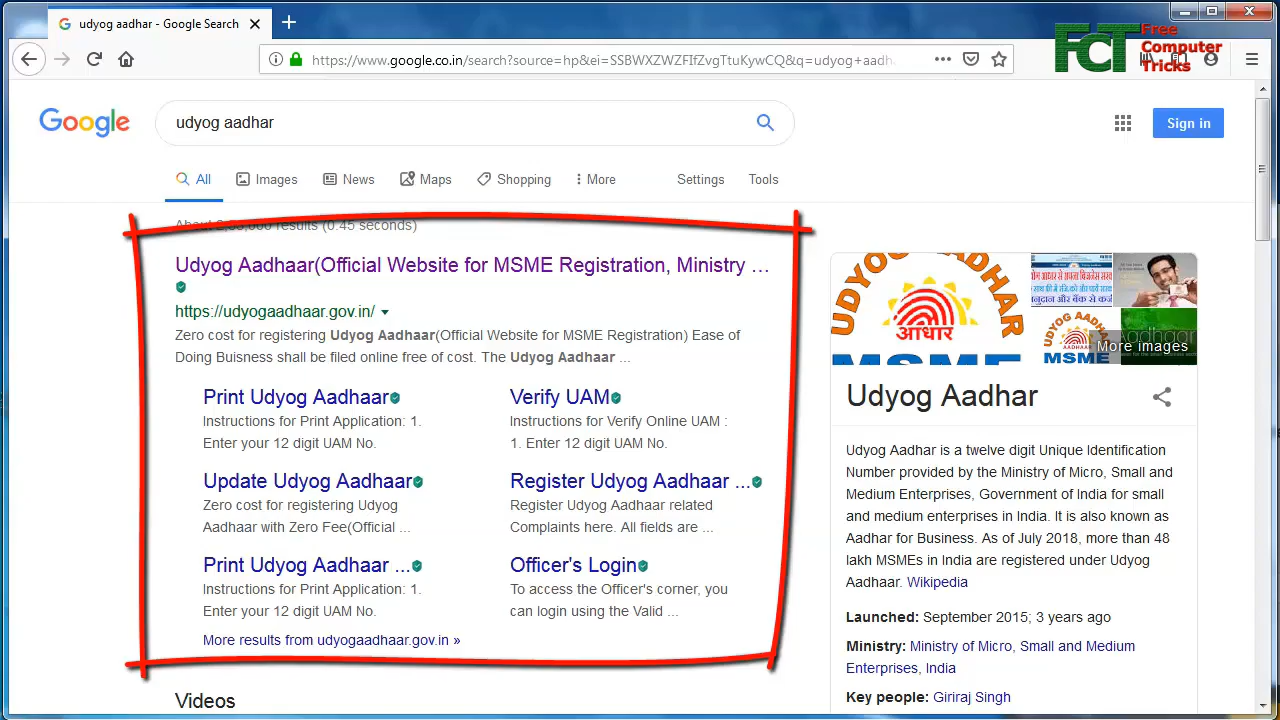 udyog aadhar - Google Search
FCT Free Computer Tricks
https://www.google.co.in/search?source=hp&ei=SSBWXZWZFIfZvgTtuKywCQ&q=udyog+aadh
Google
udyog aadhar
Sign in
All Images News Maps Shopping More Settings Tools
results (0.45 seconds)
Udyog Aadhaar(Official Website for MSME Registration, Ministry ...
https://udyogaadhaar.gov.in/
Zerocost for registering Udyog Aadhaar(Official Website for MSME Registration) Ease of
Doing Buisness shall be filed online free of cost. The Udyog Aadhaar ...
Print Udyog Aadhaar
Instructions for Print Application: 1.
Enter your 12 digit UAM No.
Verify UAM
Instructions for Verify Online UAM :
1. Enter 12 digit UAM No.
Update Udyog Aadhaar
Zero cost for registering Udyog
Aadhaar with Zero Fee(Official ...
Register Udyog Aadhaar ...
Register Udyog Aadhaar related
Complaints here. All fields are ...
Print Udyog Aadhaar ...
Instructions for Print Application: 1.
Enter your 12 digit UAM No.
Officer's Login
To access the Officer's corner, you
can login using the Valid ...
More results from udyogaadhaar.gov.in »
Videos
UDYOG AADHAR
आधार
MSME
MSME
More images
Udyog Aadhar
Udyog Aadhar is a twelve digit Unique Identification
Number provided by the Ministry of Micro, Small and
Medium Enterprises, Government of India for small
and medium enterprises in India. It is also known as
Aadhar for Business. As of July 2018, more than 48
lakh MSMEs in India are registered under Udyog
Aadhaar. Wikipedia
Launched: September 2015; 3 years ago
Ministry: Ministry of Micro, Small and Medium
Enterprises, India
Key people: Giriraj Singh